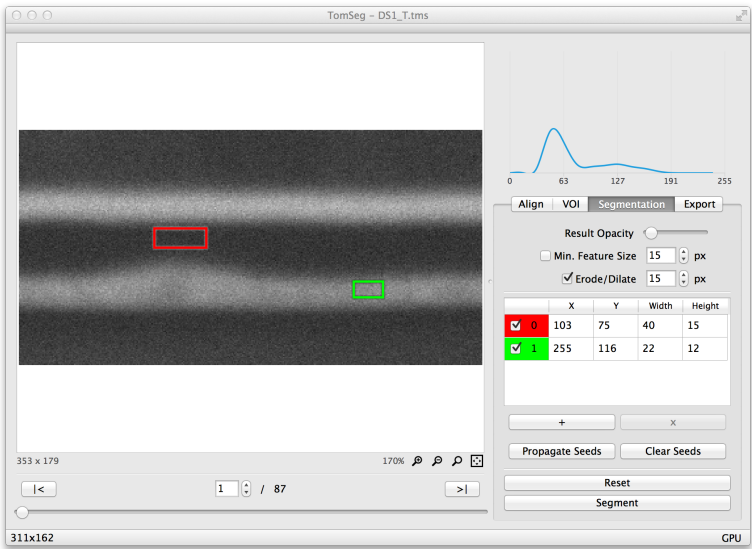 TomSeg – DS1_T.tms
0 63 127 191 255
Align VOI Segmentation Export
Result Opacity
Min. Feature Size 15 px
Erode/Dilate 15 px
X Y Width Height
0 103 75 40 15
1 255 116 22 12
+ x
353 x 179 170%
Propagate Seeds Clear Seeds
|< 1 / 87 >|
Reset
Segment
311x162 GPU